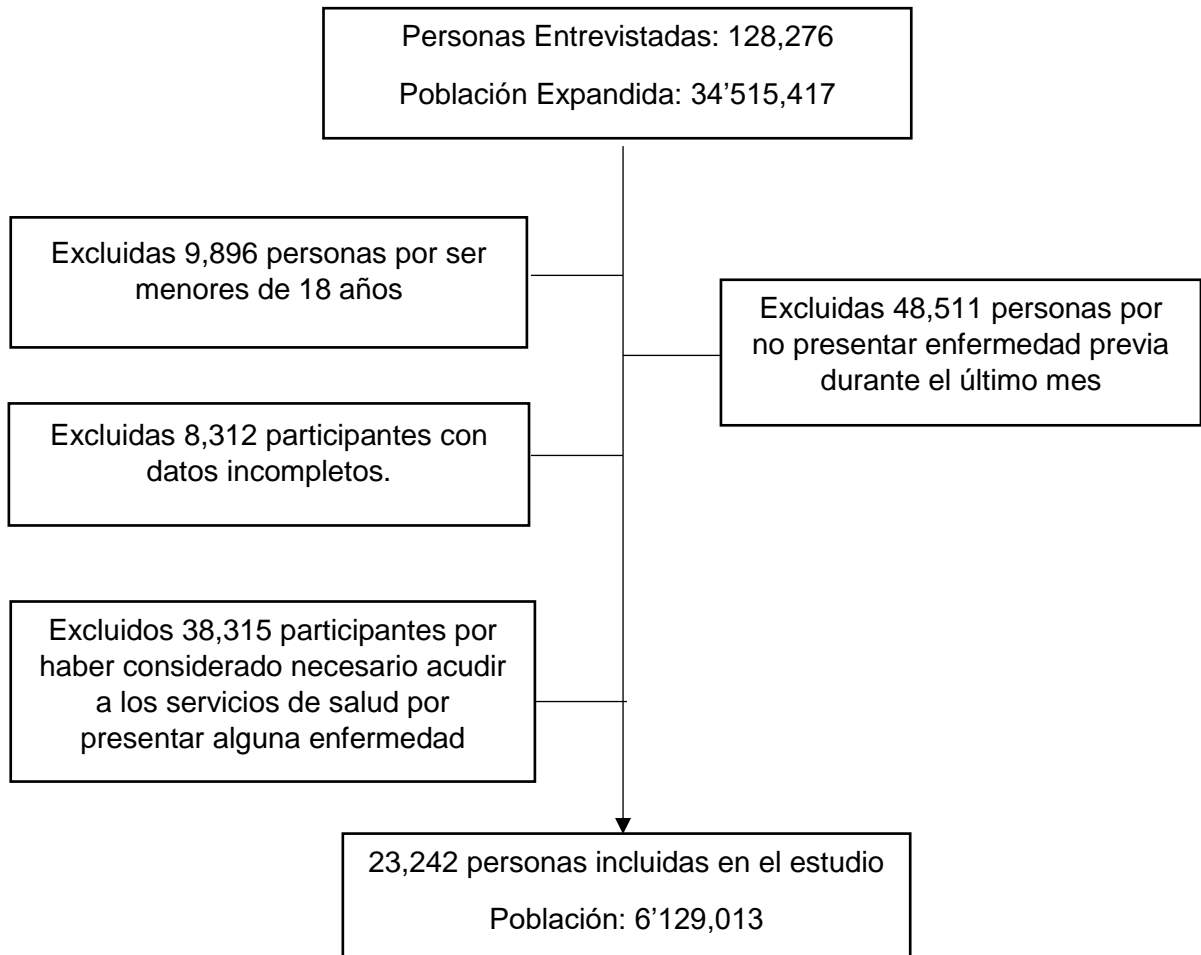 Personas Entrevistadas: 128,276
Población Expandida: 34’515,417
Excluidas 9,896 personas por ser
menores de 18 años
Excluidas 48,511 personas por
no presentar enfermedad previa
durante el último mes
Excluidas 8,312 participantes con
datos incompletos.
Excluidos 38,315 participantes por
haber considerado necesario acudir
a los servicios de salud por
presentar alguna enfermedad
23,242 personas incluidas en el estudio
Población: 6’129,013